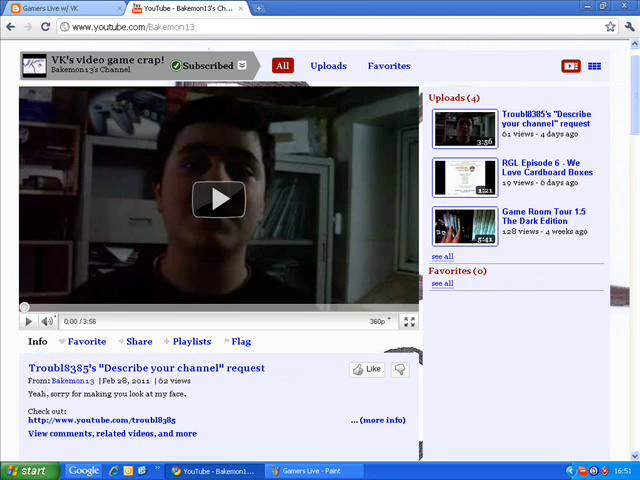 Gamers Live w/ VK
YouTube - Bakemon13's Ch...
www.youtube.com/Bakemon13
VK's video game crap!
Bakemon13's Channel
Subscribed
All
Uploads
Favorites
Uploads (4)
3:56
Troubl8385's "Describe
your channel" request
61 views - 4 days ago
1:21
RGL Episode 6 - We
Love Cardboard Boxes
19 views - 6 days ago
5:41
Game Room Tour 1.5
The Dark Edition
128 views - 4 weeks ago
see all
Favorites (0)
see all
0:00 / 3:56
360p
Info
Favorite
Share
Playlists
Flag
Troubl8385's "Describe your channel" request
Like
From: Bakemon13 | Feb 28, 2011 | 62 views
Yeah, sorry for making you look at my face.
Check out:
http://www.youtube.com/troubl8385
... (more info)
View comments, related videos, and more
start
Google
YouTube - Bakemon1...
Gamers Live - Paint
16:51